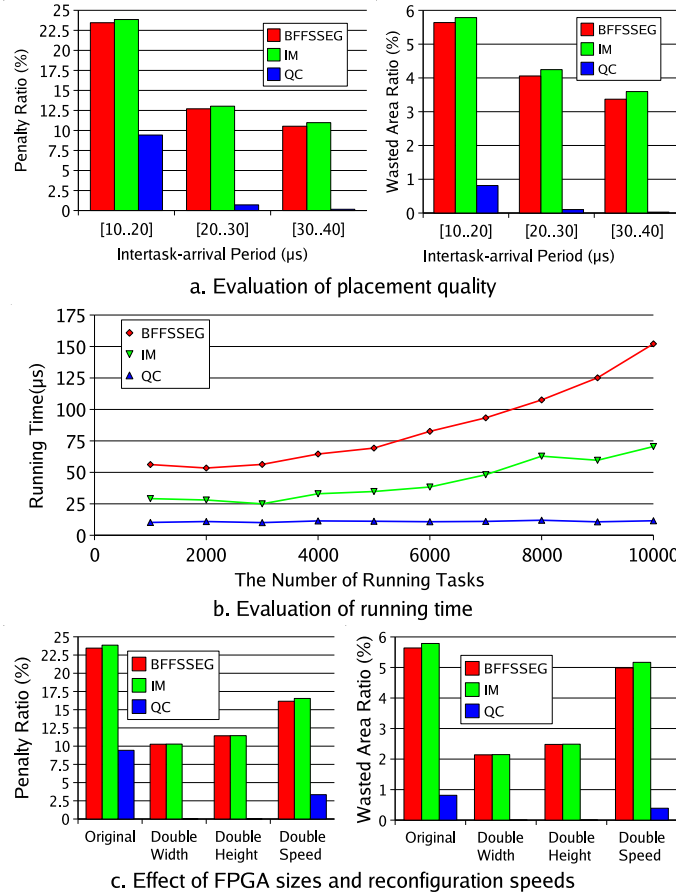 25
22.5
20
17.5
15
12.5
10
7.5
5
2.5
0
Penalty Ratio (%)
BFFSSEG
IM
QC
[10..20]
[20..30]
[30..40]
Intertask-arrival Period (µs)
6
5
4
3
2
1
0
Wasted Area Ratio (%)
BFFSSEG
IM
QC
[10..20]
[20..30]
[30..40]
Intertask-arrival Period (µs)
a. Evaluation of placement quality
175
150
125
100
75
50
25
0
Running Time(µs)
BFFSSEG
IM
QC
0
2000
4000
6000
8000
10000
The Number of Running Tasks
b. Evaluation of running time
25
22.5
20
17.5
15
12.5
10
7.5
5
2.5
0
Penalty Ratio (%)
BFFSSEG
IM
QC
Original
Double
Width
Double
Height
Double
Speed
6
5
4
3
2
1
0
Wasted Area Ratio (%)
BFFSSEG
IM
QC
Original
Double
Width
Double
Height
Double
Speed
c. Effect of FPGA sizes and reconfiguration speeds